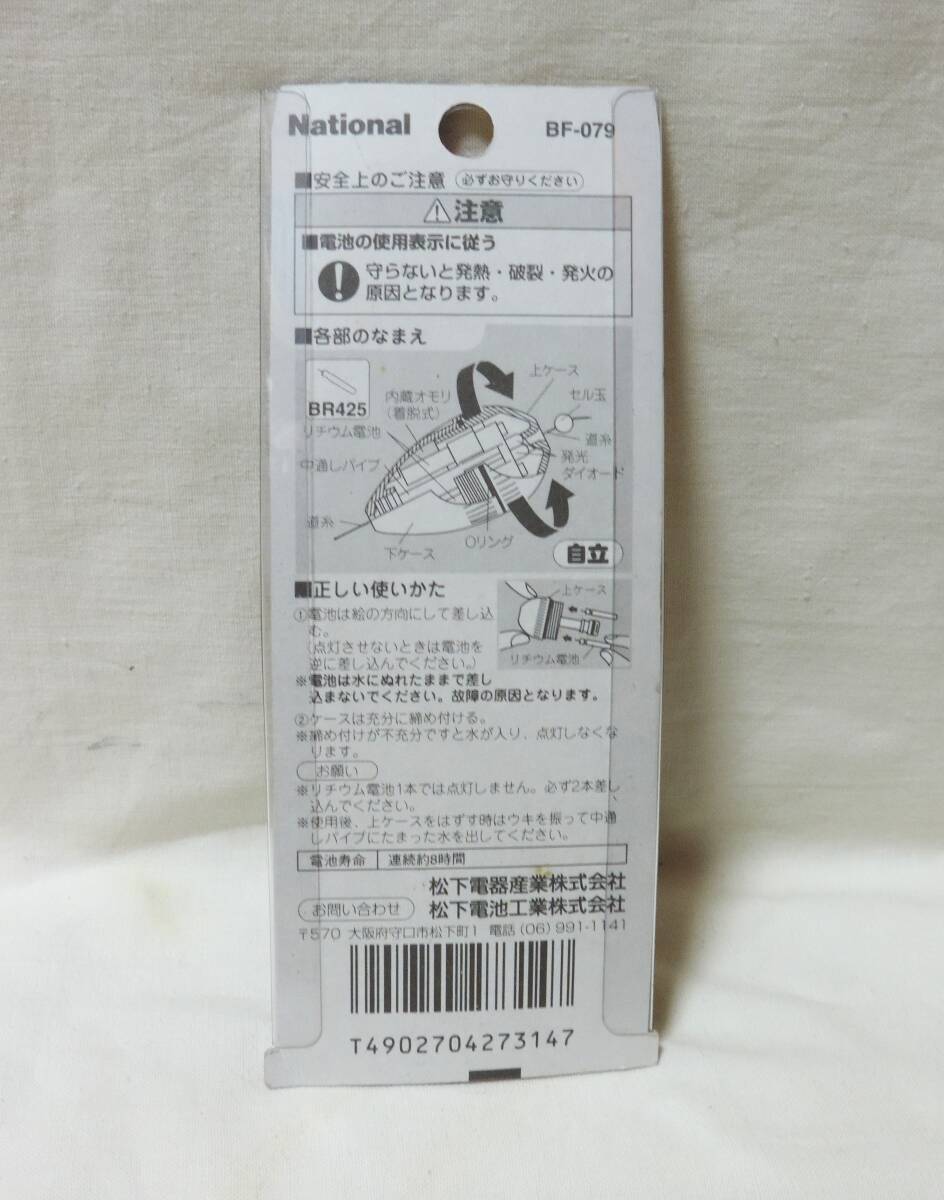 National BF-079
■安全上のご注意 必ずお守りください
⚠注意
■電池の使用表示に従う
守らないと発熱・破裂・発火の
原因となります。
■各部のなまえ
BR425
リチウム電池
内蔵オモリ
(着脱式)
上ケース
セル玉
道糸
発光
ダイオード
中通しパイプ
道糸
下ケース
Oリング
自立
■正しい使いかた
①電池は絵の方向にして差し込
む。
(点灯させないときは電池を
逆に差し込んでください。)
※電池は水にぬれたままで差し
込まないでください。故障の原因となります。
上ケース
リチウム電池
②ケースは充分に締め付ける。
※締め付けが不充分ですと水が入り、点灯しなくな
ります。
お願い
※リチウム電池1本では点灯しません。必ず2本差し
込んでください。
※使用後、上ケースをはずす時はウキを振って中通
しパイプにたまった水を出してください。
電池寿命 連続約8時間
松下電器産業株式会社
お問い合わせ 松下電池工業株式会社
〒570 大阪府守口市松下町1 電話(06)991-1141
T4902704273147